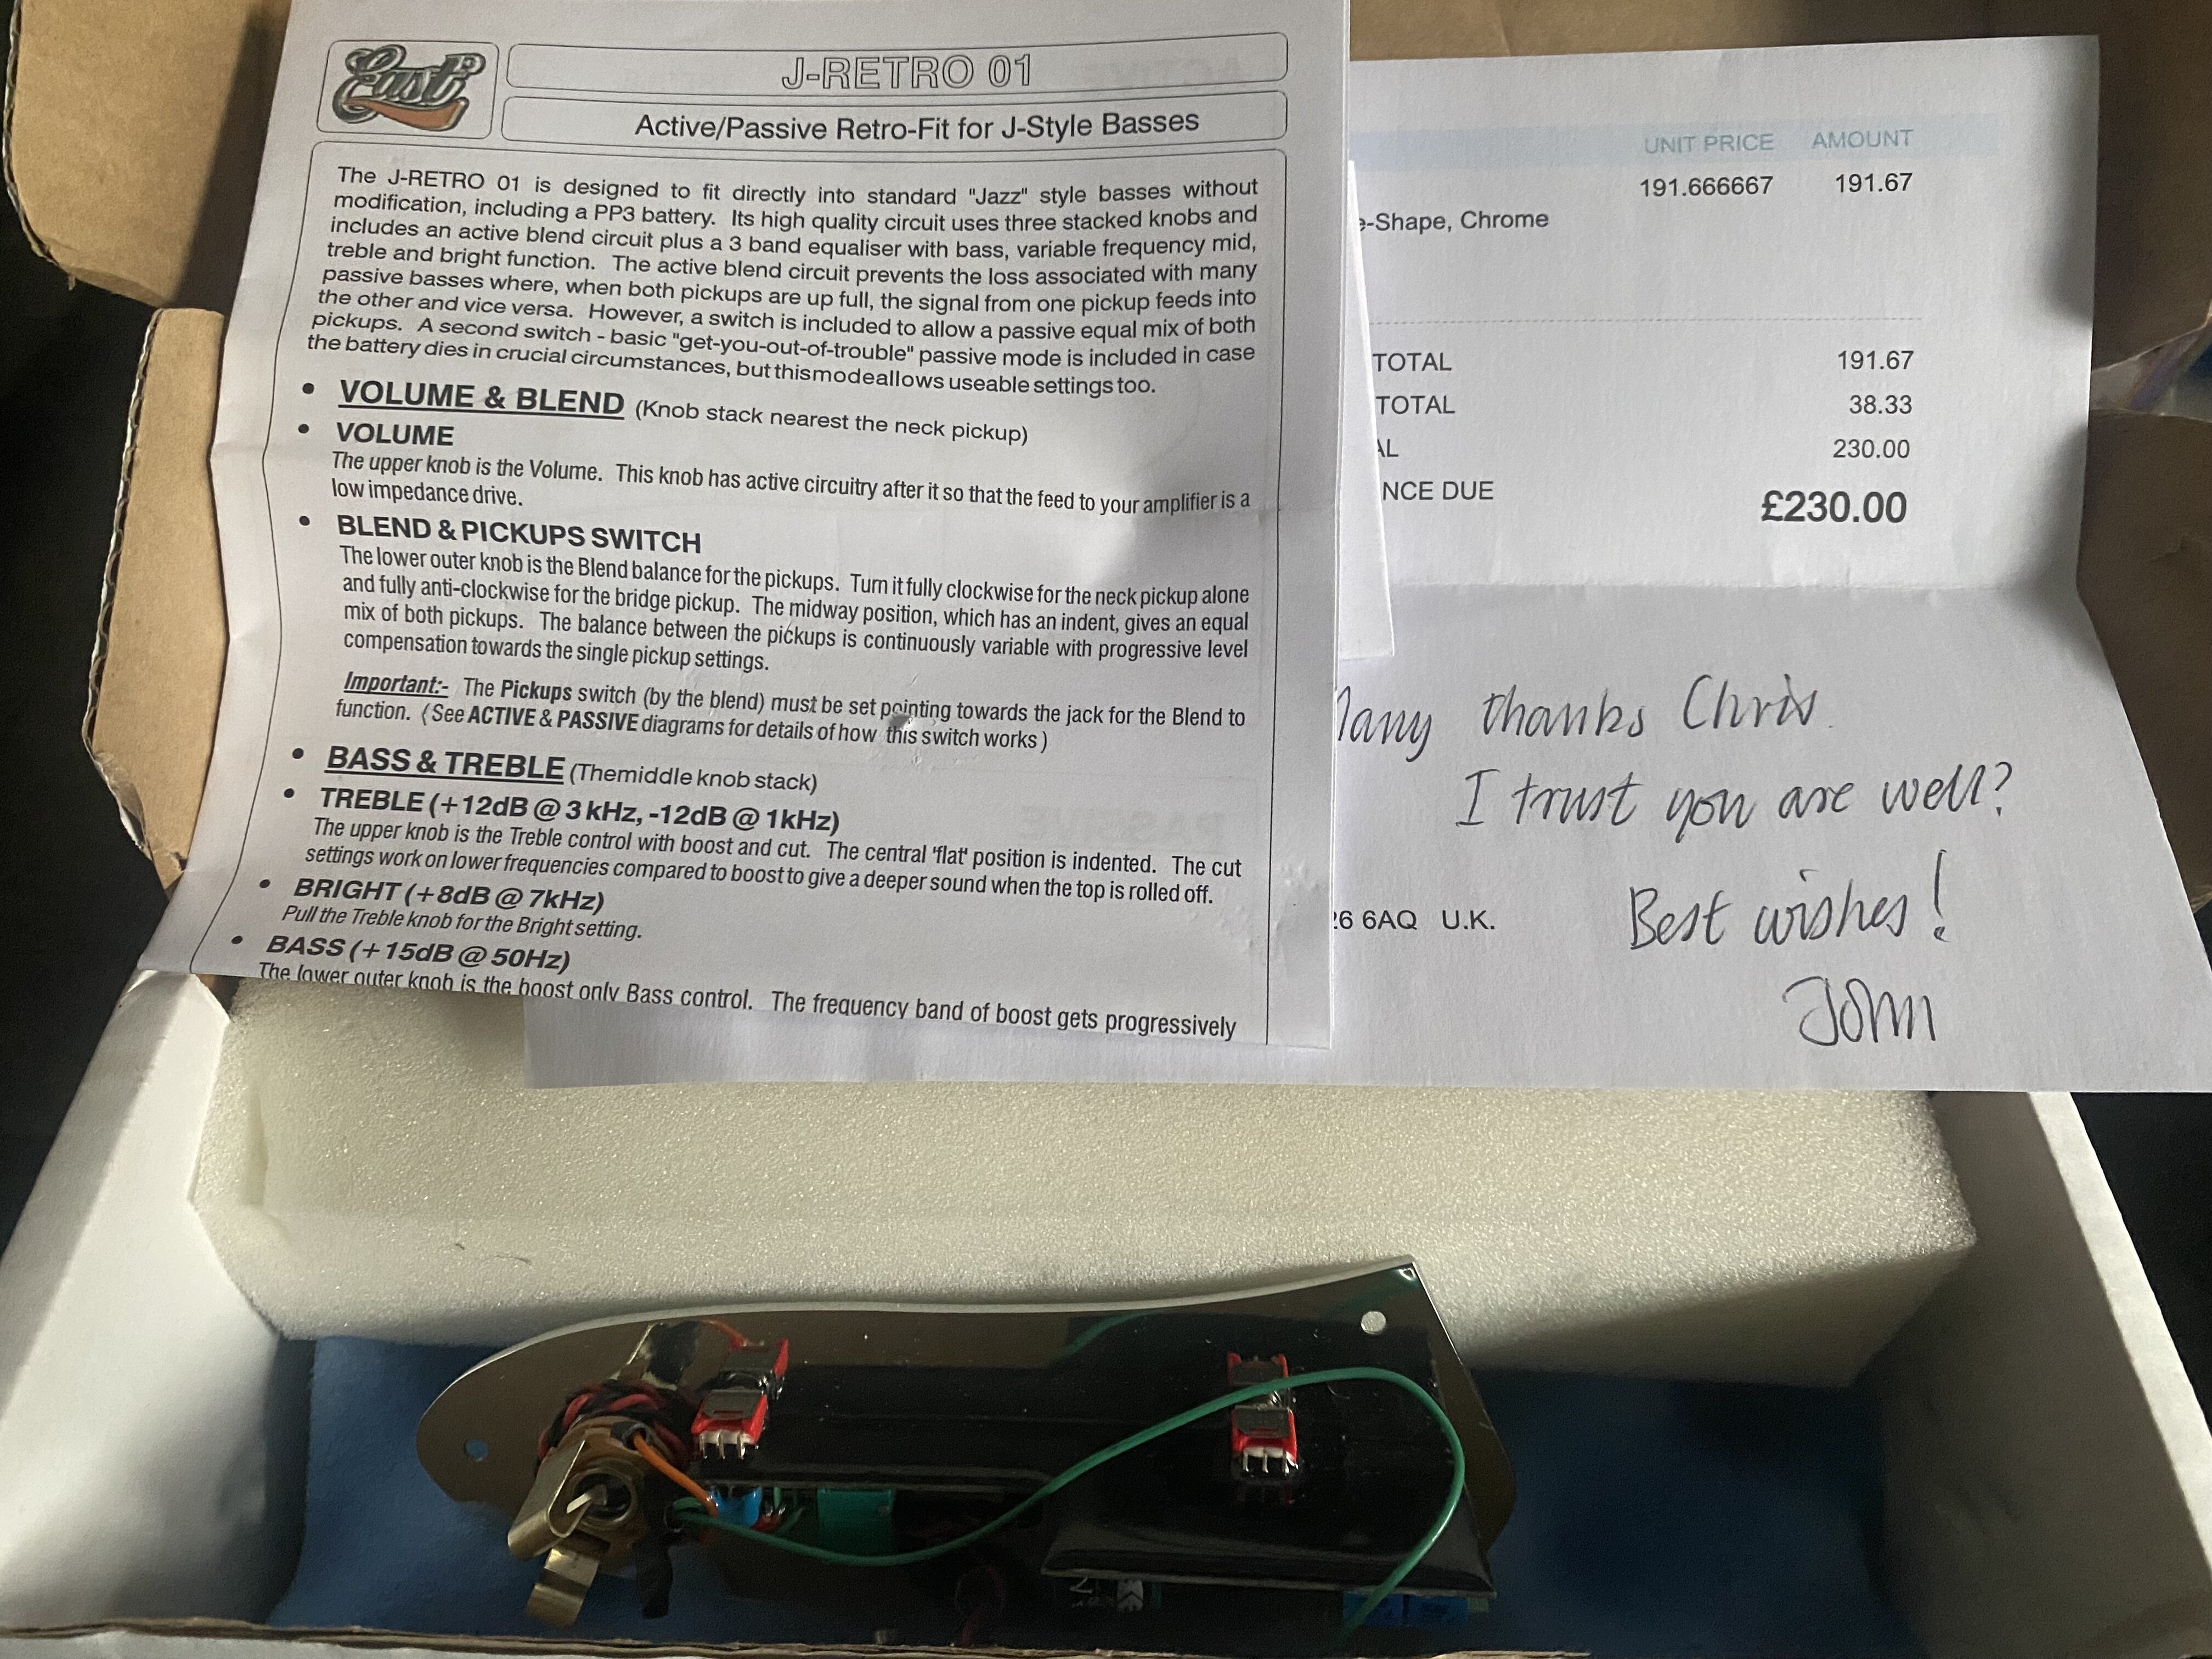 East
J-RETRO 01
Active/Passive Retro-Fit for J-Style Basses
The J-RETRO 01 is designed to fit directly into standard "Jazz" style basses without
modification, including a PP3 battery. Its high quality circuit uses three stacked knobs and
includes an active blend circuit plus a 3 band equaliser with bass, variable frequency mid,
treble and bright function. The active blend circuit prevents the loss associated with many
passive basses where, when both pickups are up full, the signal from one pickup feeds into
the other and vice versa. However, a switch is included to allow a passive equal mix of both
pickups. A second switch - basic "get-you-out-of-trouble" passive mode is included in case
the battery dies in crucial circumstances, but thismodeallows useable settings too.
• VOLUME & BLEND (Knob stack nearest the neck pickup)
• VOLUME
The upper knob is the Volume. This knob has active circuitry after it so that the feed to your amplifier is a
low impedance drive.
• BLEND & PICKUPS SWITCH
The lower outer knob is the Blend balance for the pickups. Turn it fully clockwise for the neck pickup alone
and fully anti-clockwise for the bridge pickup. The midway position, which has an indent, gives an equal
mix of both pickups. The balance between the pickups is continuously variable with progressive level
compensation towards the single pickup settings.
Important:- The Pickups switch (by the blend) must be set pointing towards the jack for the Blend to
function. (See ACTIVE & PASSIVE diagrams for details of how this switch works)
• BASS & TREBLE (Themiddle knob stack)
• TREBLE (+12dB @ 3 kHz, -12dB @ 1kHz)
The upper knob is the Treble control with boost and cut. The central 'flat' position is indented. The cut
settings work on lower frequencies compared to boost to give a deeper sound when the top is rolled off.
• BRIGHT (+8dB @ 7kHz)
Pull the Treble knob for the Bright setting.
• BASS (+15dB @ 50Hz)
The lower outer knob is the boost only Bass control. The frequency band of boost gets progressively
UNIT PRICE AMOUNT
191.666667 191.67
e-Shape, Chrome
TOTAL 191.67
TOTAL 38.33
AL 230.00
NCE DUE £230.00
Many thanks Chris.
I trust you are well?
Best wishes!
John
26 6AQ U.K.